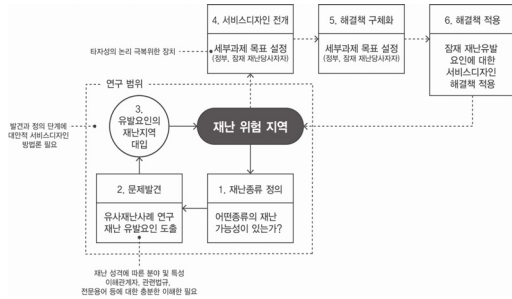 4. 서비스디자인 전개
세부과제 목표 설정
(정부, 잠재 재난당사자자)
5. 해결책 구체화
세부과제 목표 설정
(정부, 잠재 재난당사자자)
6. 해결책 적용
잠재 재난유발
요인에 대한
서비스디자인
해결책 적용
타자성의 논리 극복위한 장치
연구 범위
3.
유발요인의
재난지역
대입
재난 위험 지역
발견과 정의 단계에
대안적 서비스디자인
방법론 필요
2. 문제발견
유사재난사례 연구
재난 유발요인 도출
1. 재난종류 정의
어떤종류의 재난
가능성이 있는가?
재난 성격에 따른 분야 및 특성
이해관계자, 관련법규,
전문용어 등에 대한 충분한 이해한 필요